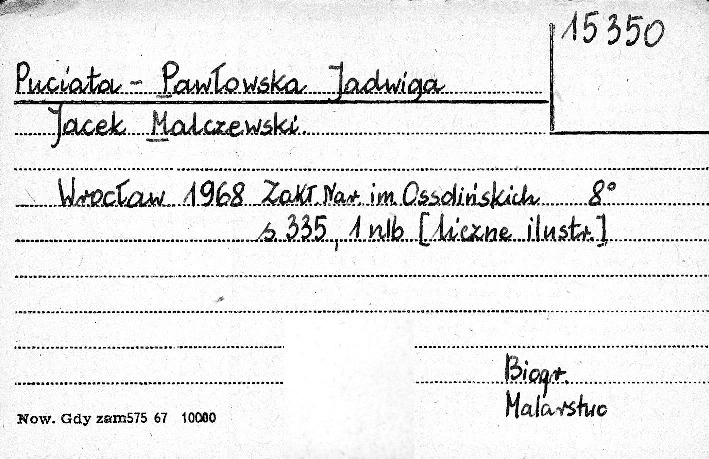 15350
Puciata - Pawłowska Jadwiga
Jacek Malczewski.
Wrocław 1968 Zakł. Nar. im Ossolińskich 8°
s 335, 1 nlb [liczne ilustr.]
Biogr.
Malarstwo
Now. Gdy zam575 67 10000